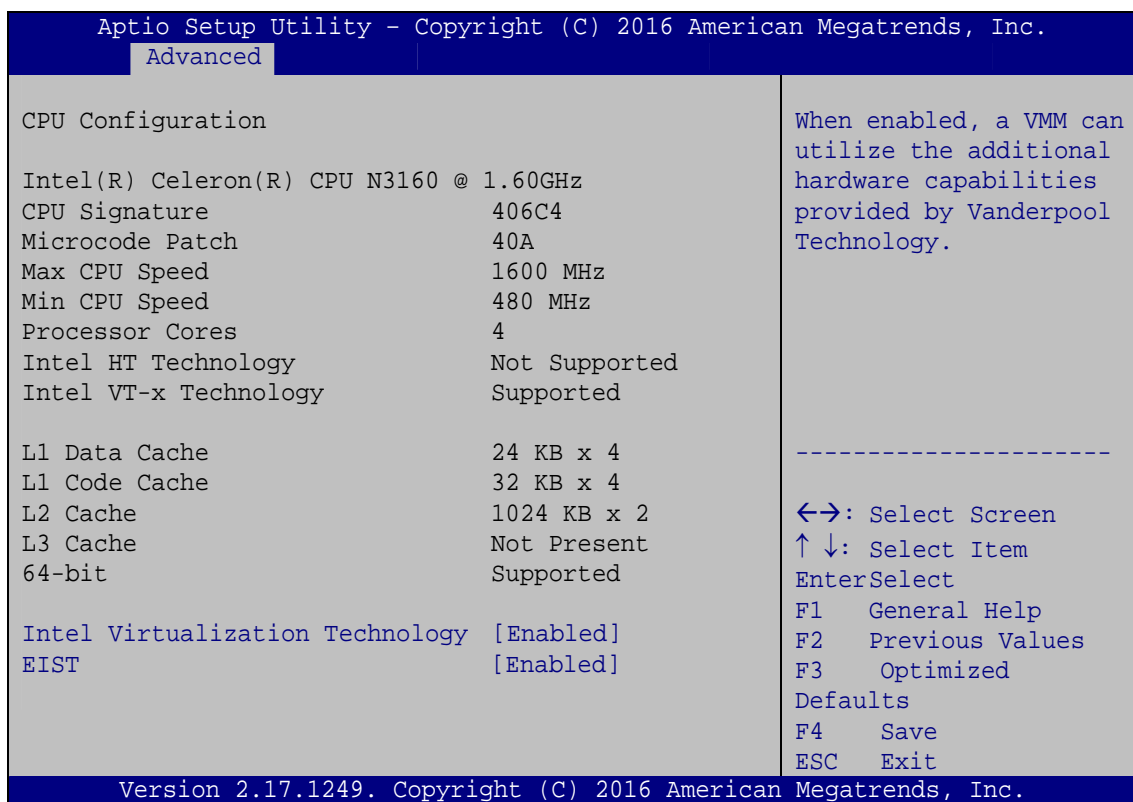 Aptio Setup Utility – Copyright (C) 2016 American Megatrends, Inc.
Advanced
CPU Configuration
Intel(R) Celeron(R) CPU N3160 @ 1.60GHz
CPU Signature 406C4
Microcode Patch 40A
Max CPU Speed 1600 MHz
Min CPU Speed 480 MHz
Processor Cores 4
Intel HT Technology Not Supported
Intel VT-x Technology Supported
L1 Data Cache 24 KB x 4
L1 Code Cache 32 KB x 4
L2 Cache 1024 KB x 2
L3 Cache Not Present
64-bit Supported
Intel Virtualization Technology [Enabled]
EIST [Enabled]
When enabled, a VMM can
utilize the additional
hardware capabilities
provided by Vanderpool
Technology.
----------------------
←→: Select Screen
↑ ↓: Select Item
EnterSelect
F1 General Help
F2 Previous Values
F3 Optimized
Defaults
F4 Save
ESC Exit
Version 2.17.1249. Copyright (C) 2016 American Megatrends, Inc.